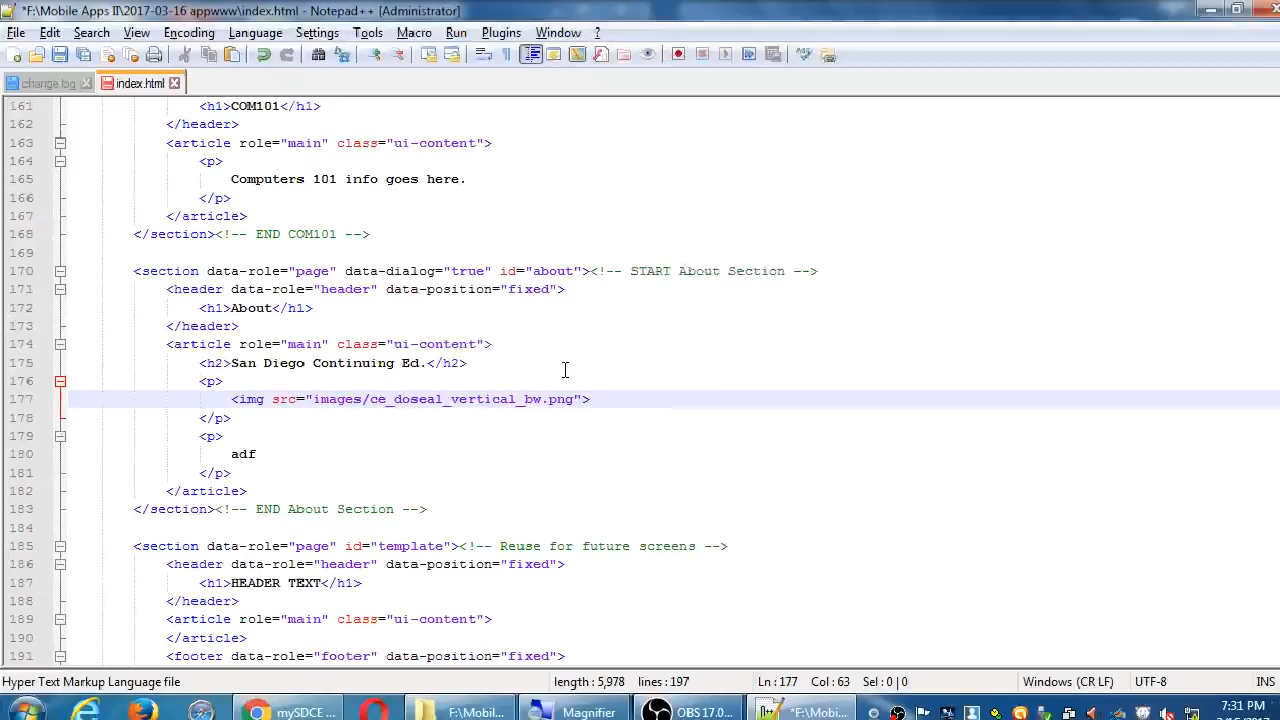 *F:\Mobile Apps II\2017-03-16 appwww\index.html - Notepad++ [Administrator]
File Edit Search View Encoding Language Settings Tools Macro Run Plugins Window ?
change.log index.html
161 <h1>COM101</h1>
162 </header>
163 <article role="main" class="ui-content">
164 <p>
165 Computers 101 info goes here.
166 </p>
167 </article>
168 </section><!-- END COM101 -->
169
170 <section data-role="page" data-dialog="true" id="about"><!-- START About Section -->
171 <header data-role="header" data-position="fixed">
172 <h1>About</h1>
173 </header>
174 <article role="main" class="ui-content">
175 <h2>San Diego Continuing Ed.</h2>
176 <p>
177 <img src="images/ce_doseal_vertical_bw.png">
178 </p>
179 <p>
180 adf
181 </p>
182 </article>
183 </section><!-- END About Section -->
184
185 <section data-role="page" id="template"><!-- Reuse for future screens -->
186 <header data-role="header" data-position="fixed">
187 <h1>HEADER TEXT</h1>
188 </header>
189 <article role="main" class="ui-content">
190 </article>
191 <footer data-role="footer" data-position="fixed">
Hyper Text Markup Language file length : 5,978 lines : 197 Ln : 177 Col : 63 Sel : 0 | 0 Windows (CR LF) UTF-8 INS
mySDCE ... F:\Mobil... Magnifier OBS 17.0... *F:\Mobi... 7:31 PM